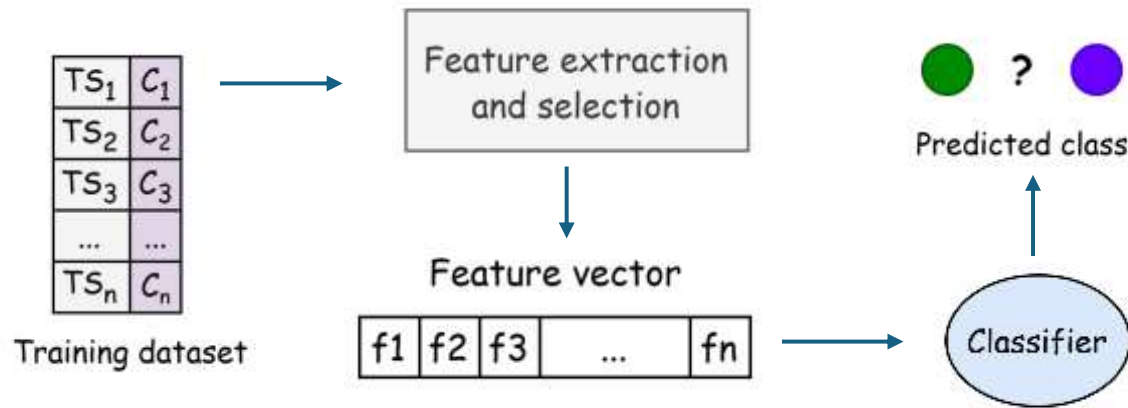 TS₁ C₁
TS₂ C₂
TS₃ C₃
... ...
TSₙ Cₙ
Training dataset
Feature extraction
and selection
Feature vector
f1 f2 f3 ... fn
Classifier
?
Predicted class